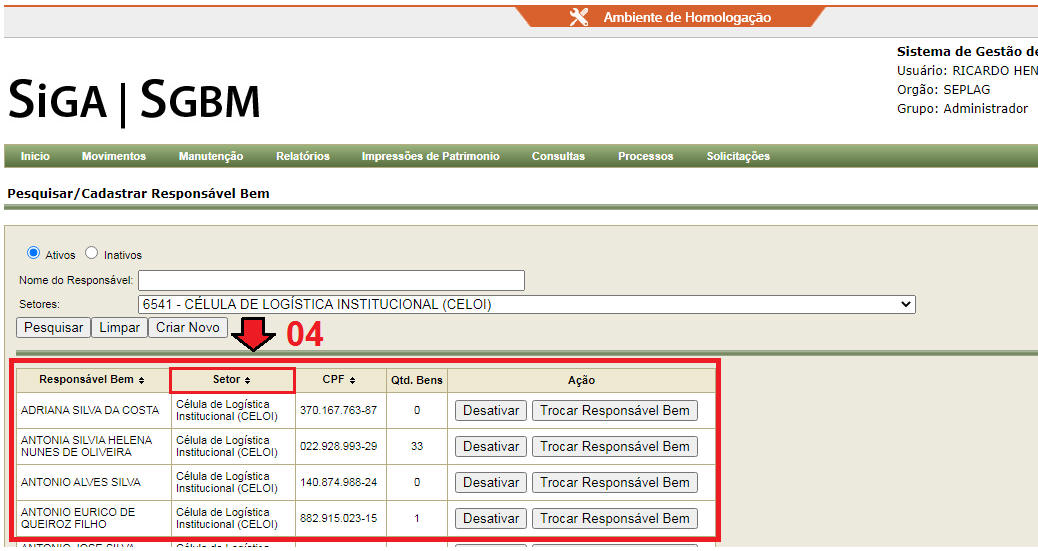 Ambiente de Homologação
Sistema de Gestão de
Usuário: RICARDO HEN
Orgão: SEPLAG
Grupo: Administrador
SIGA | SGBM
Inicio Movimentos Manutenção Relatórios Impressões de Patrimonio Consultas Processos Solicitações
Pesquisar/Cadastrar Responsável Bem
Ativos Inativos
Nome do Responsável:
Setores: 6541 - CÉLULA DE LOGÍSTICA INSTITUCIONAL (CELOI)
Pesquisar Limpar Criar Novo
04
Responsável Bem Setor CPF Qtd. Bens Ação
ADRIANA SILVA DA COSTA Célula de Logística Institucional (CELOI) 370.167.763-87 0 Desativar Trocar Responsável Bem
ANTONIA SILVIA HELENA NUNES DE OLIVEIRA Célula de Logística Institucional (CELOI) 022.928.993-29 33 Desativar Trocar Responsável Bem
ANTONIO ALVES SILVA Célula de Logística Institucional (CELOI) 140.874.988-24 0 Desativar Trocar Responsável Bem
ANTONIO EURICO DE QUEIROZ FILHO Célula de Logística Institucional (CELOI) 882.915.023-15 1 Desativar Trocar Responsável Bem
ANTONIO JOSE SILVA Célula de Logística